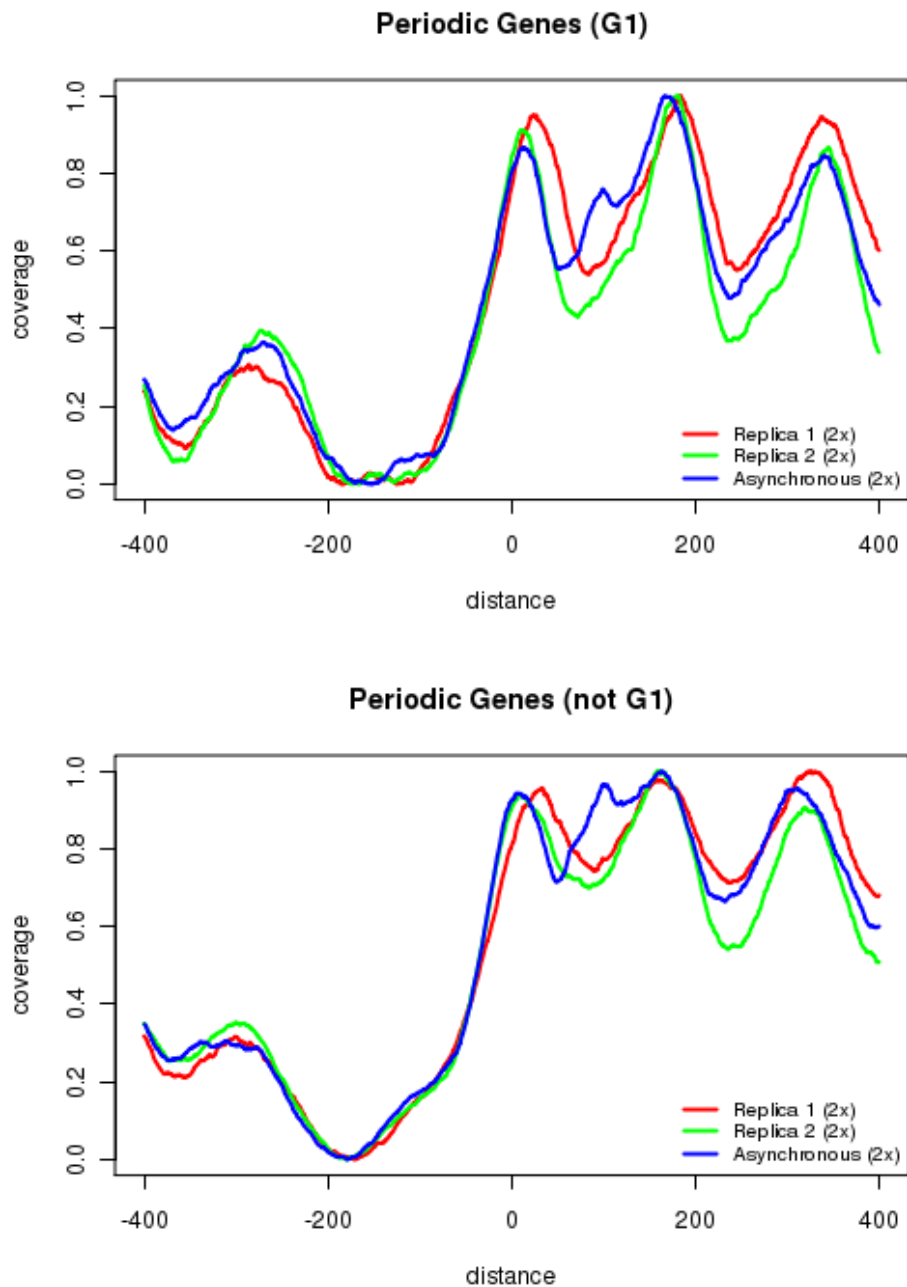 Periodic Genes (G1)
coverage
1.0
0.8
0.6
0.4
0.2
0.0
Replica 1 (2x)
Replica 2 (2x)
Asynchronous (2x)
-400 -200 0 200 400
distance
Periodic Genes (not G1)
coverage
1.0
0.8
0.6
0.4
0.2
0.0
Replica 1 (2x)
Replica 2 (2x)
Asynchronous (2x)
-400 -200 0 200 400
distance